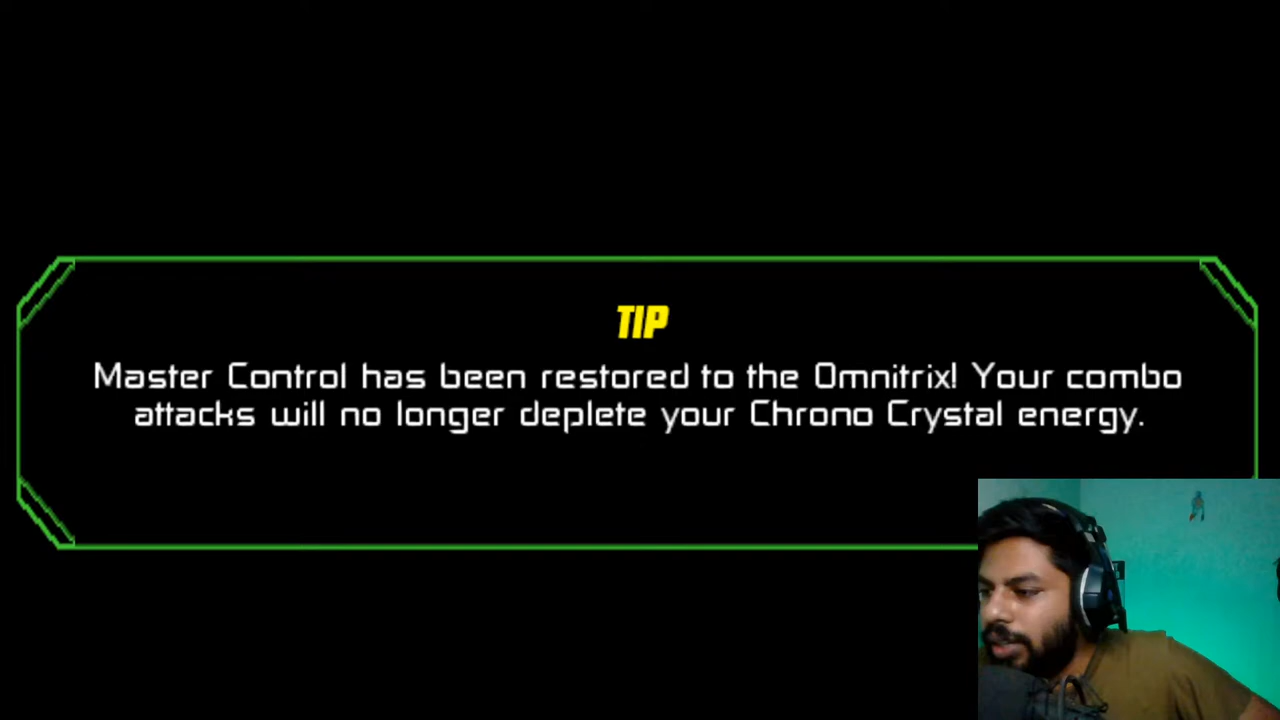 TIP
Master Control has been restored to the Omnitrix! Your combo
attacks will no longer deplete your Chrono Crystal energy.